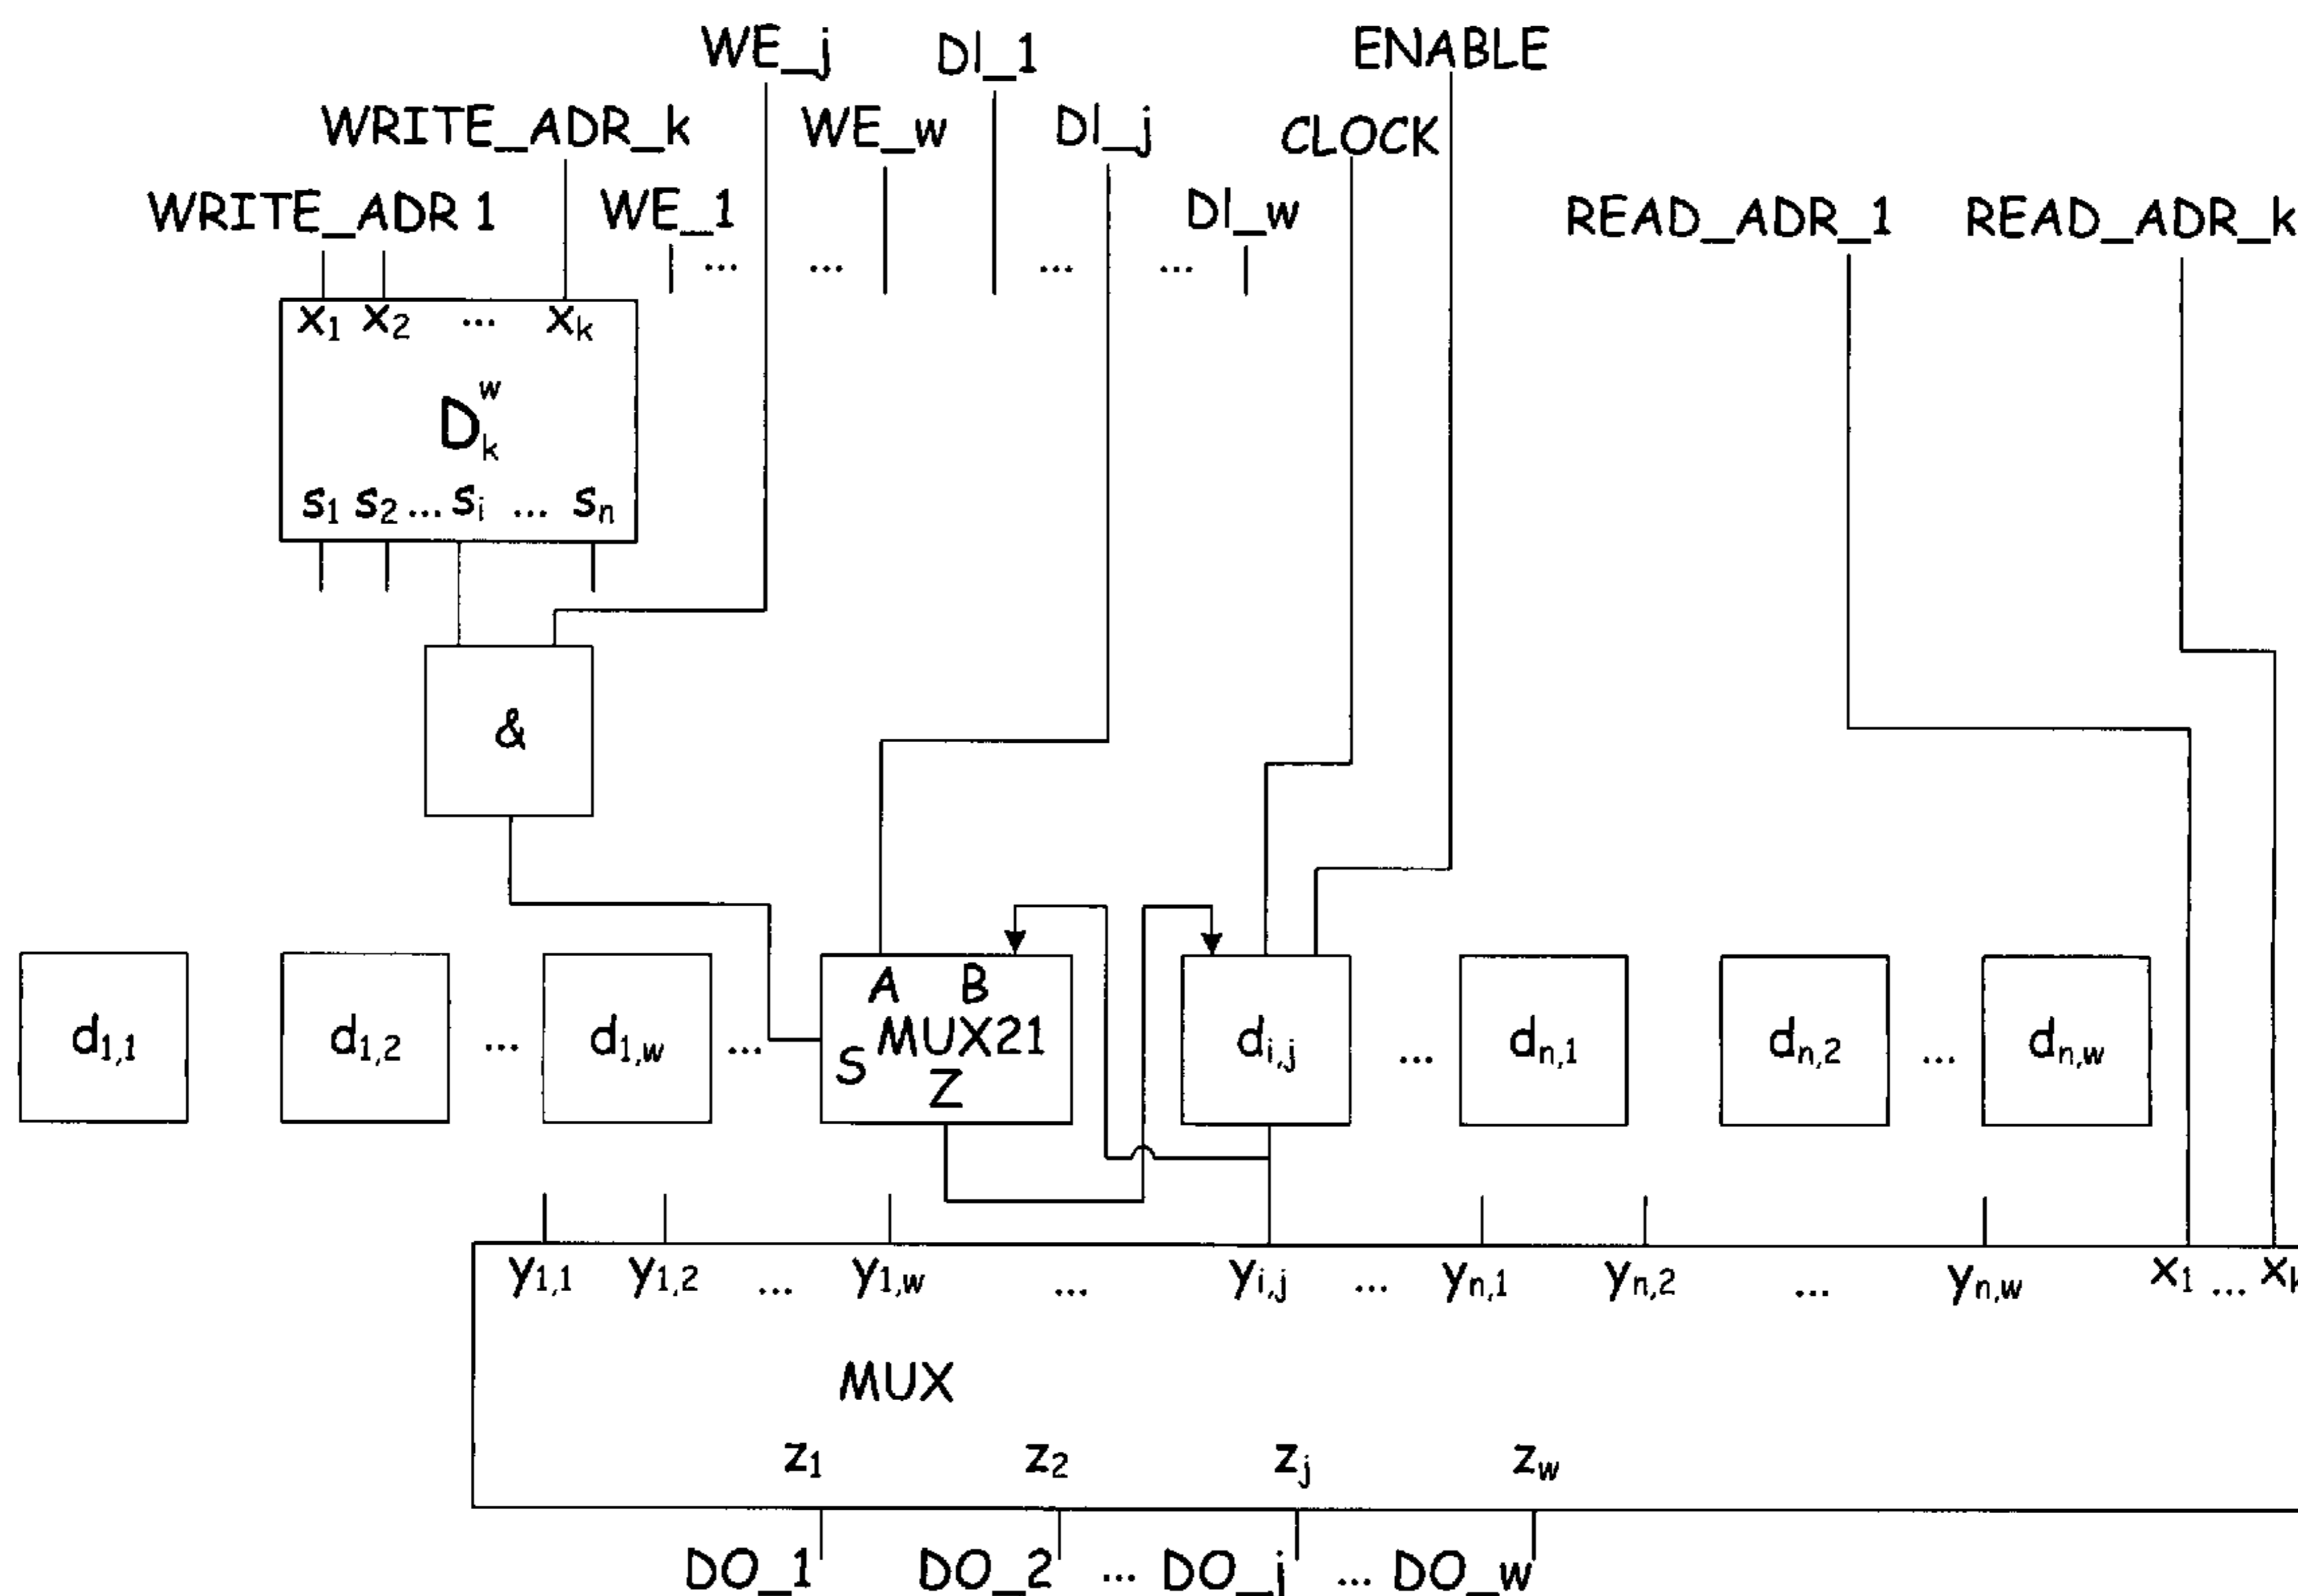 WE_j DI_1 ENABLE
WRITE_ADR_k WE_w DI_j CLOCK
WRITE_ADR 1 WE_1 DI_w READ_ADR_1 READ_ADR_k
... ... ... ...
x1 x2 ... xk
D_k^w
s1 s2 ... si ... sn
&
A B
d1,1 d1,2 ... d1,w ... S MUX21 di,j ... dn,1 dn,2 ... dn,w
Z
y1,1 y1,2 ... y1,w ... yi,j ... yn,1 yn,2 ... yn,w x1 ... xk
MUX
z1 z2 zj zw
DO_1 DO_2 ... DO_j ... DO_w